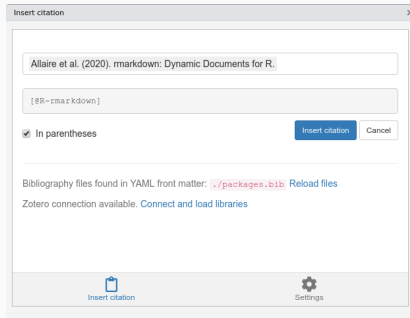 Insert citation
Allaire et al. (2020). rmarkdown: Dynamic Documents for R.
[@R-rmarkdown]
In parentheses
Insert citation Cancel
Bibliography files found in YAML front matter: ./packages.bib Reload files
Zotero connection available. Connect and load libraries
Insert citation Settings